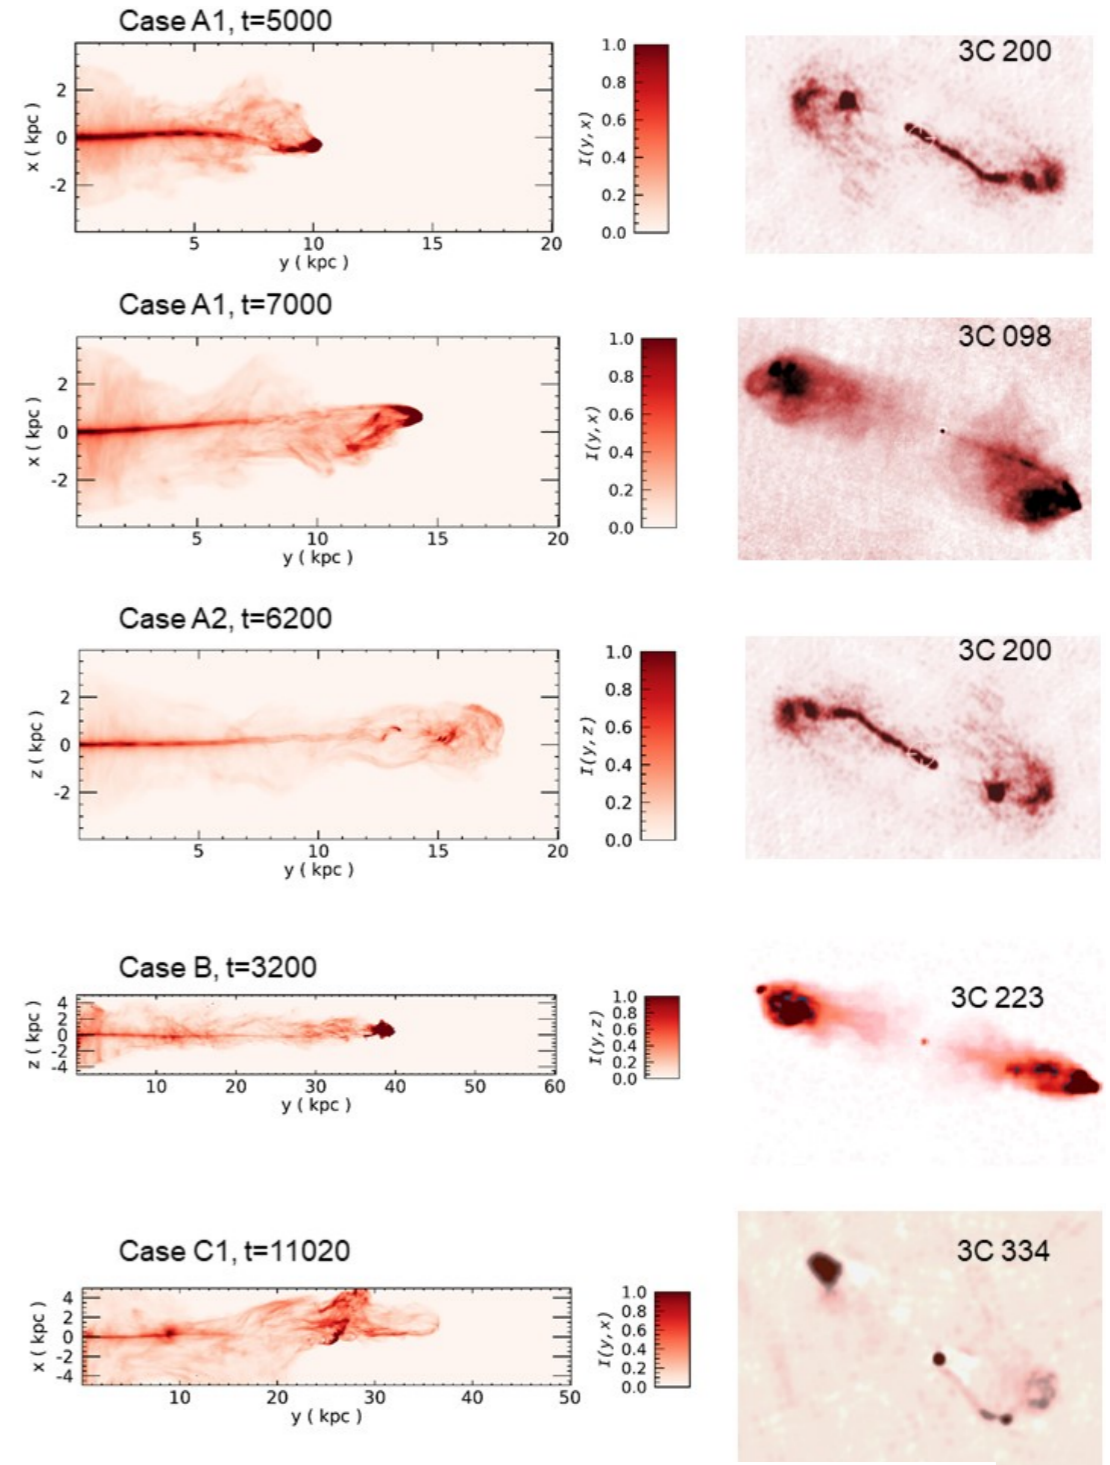 Case A1, t=5000
3C 200
2
0
-2
x ( kpc )
5
10
15
20
y ( kpc )
1.0
0.8
0.6
0.4
0.2
0.0
I(y,x)
Case A1, t=7000
3C 098
2
0
-2
x ( kpc )
5
10
15
20
y ( kpc )
1.0
0.8
0.6
0.4
0.2
0.0
I(y,x)
Case A2, t=6200
3C 200
2
0
-2
z ( kpc )
5
10
15
20
y ( kpc )
1.0
0.8
0.6
0.4
0.2
0.0
I(y,z)
Case B, t=3200
3C 223
4
2
0
-2
-4
z ( kpc )
10
20
30
40
50
60
y ( kpc )
1.0
0.8
0.6
0.4
0.2
0.0
I(y,z)
Case C1, t=11020
3C 334
4
2
0
-2
-4
x ( kpc )
10
20
30
40
50
y ( kpc )
1.0
0.8
0.6
0.4
0.2
0.0
I(y,x)